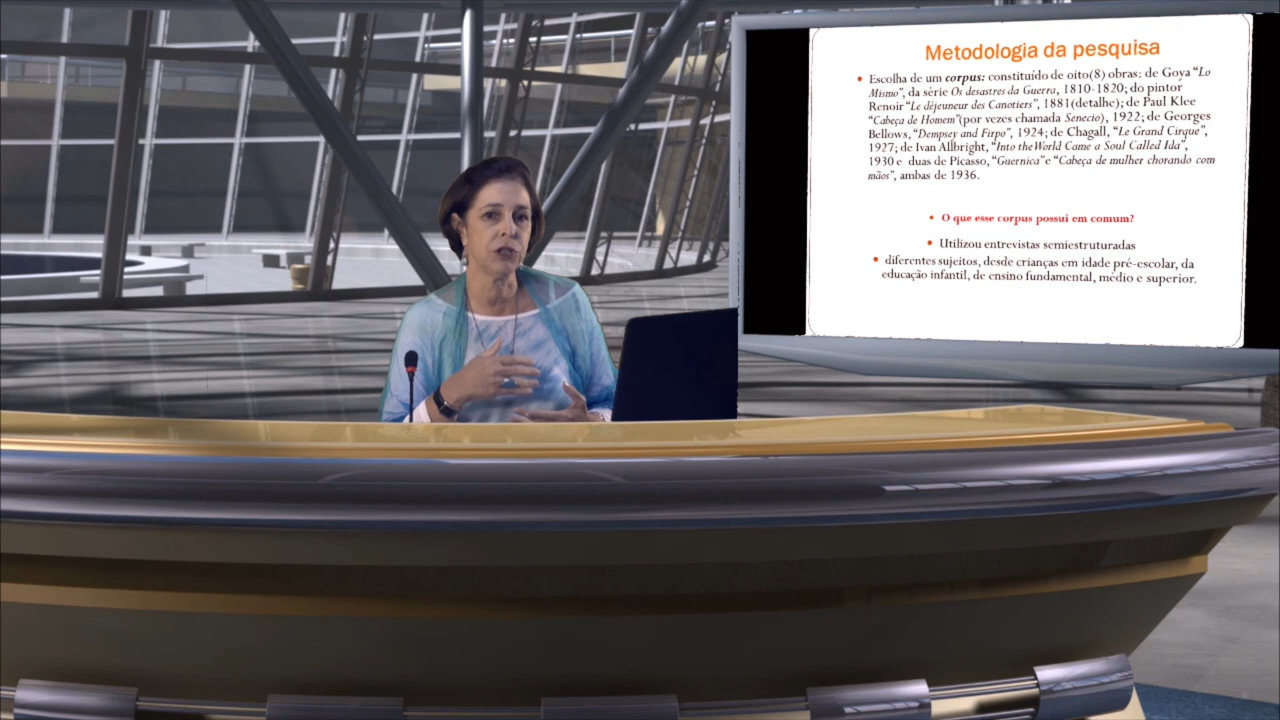 Metodologia da pesquisa
• Escolha de um corpus: constituído de oito(8) obras: de Goya “Lo
Mismo”, da série Os desastres da Guerra, 1810-1820; do pintor
Renoir “Le déjeuner des Canotiers”, 1881(detalhe); de Paul Klee
“Cabeça de Homem”(por vezes chamada Senecio), 1922; de Georges
Bellows, “Dempsey and Firpo”, 1924; de Chagall, “Le Grand Cirque”,
1927; de Ivan Allbright, “Into the World Came a Soul Called Ida”,
1930 e duas de Picasso, “Guernica” e “Cabeça de mulher chorando com
mãos”, ambas de 1936.
• O que esse corpus possui em comum?
• Utilizou entrevistas semiestruturadas
• diferentes sujeitos, desde crianças em idade pré-escolar, da
educação infantil, de ensino fundamental, médio e superior.